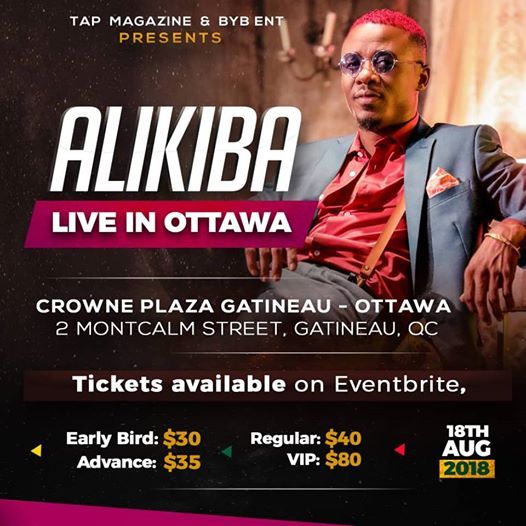 TAP MAGAZINE & BYB ENT
PRESENTS
ALIKIBA
LIVE IN OTTAWA
CROWNE PLAZA GATINEAU - OTTAWA
2 MONTCALM STREET, GATINEAU, QC
Tickets available on Eventbrite,
Early Bird: $30
Advance: $35
Regular: $40
VIP: $80
18TH
AUG
2018